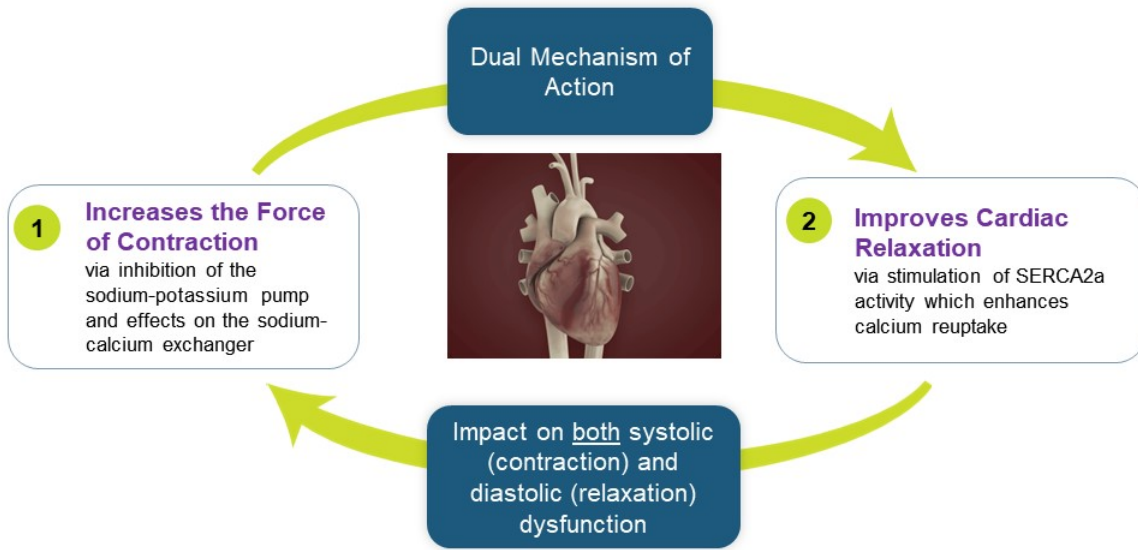 Dual Mechanism of
Action
1
Increases the Force
of Contraction
via inhibition of the
sodium-potassium pump
and effects on the sodium-
calcium exchanger
2
Improves Cardiac
Relaxation
via stimulation of SERCA2a
activity which enhances
calcium reuptake
Impact on both systolic
(contraction) and
diastolic (relaxation)
dysfunction